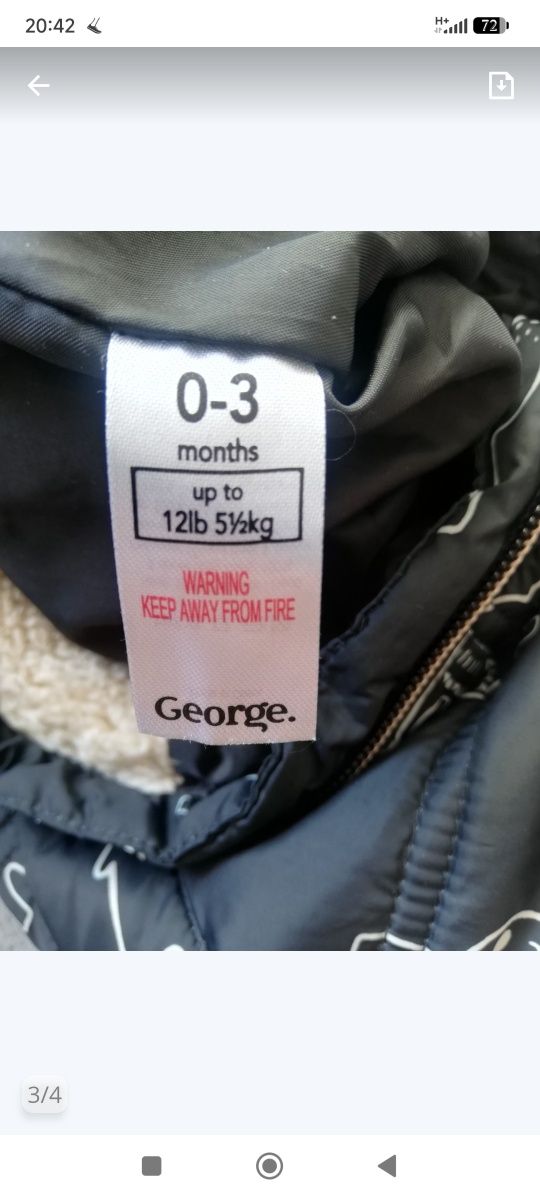 20:42
H+
72
0-3
months
up to
12lb 5½kg
WARNING
KEEP AWAY FROM FIRE
George.
3/4